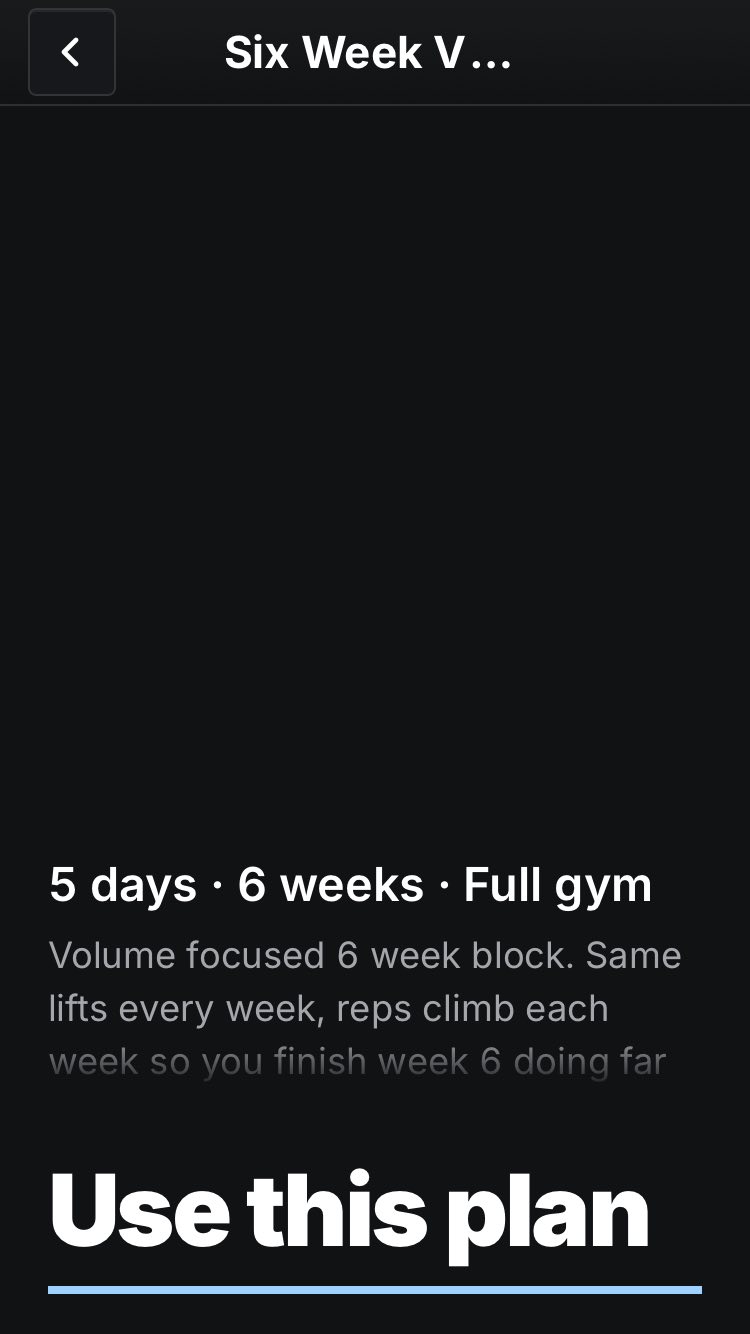 Six Week V...
5 days · 6 weeks · Full gym
Volume focused 6 week block. Same
lifts every week, reps climb each
week so you finish week 6 doing far
Use this plan